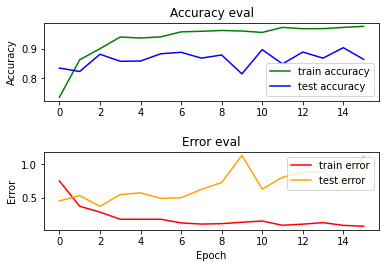 Accuracy eval
Accuracy
0.9
0.8
train accuracy
test accuracy
0 2 4 6 8 10 12 14
Error eval
Error
1.0
0.5
train error
test error
0 2 4 6 8 10 12 14
Epoch